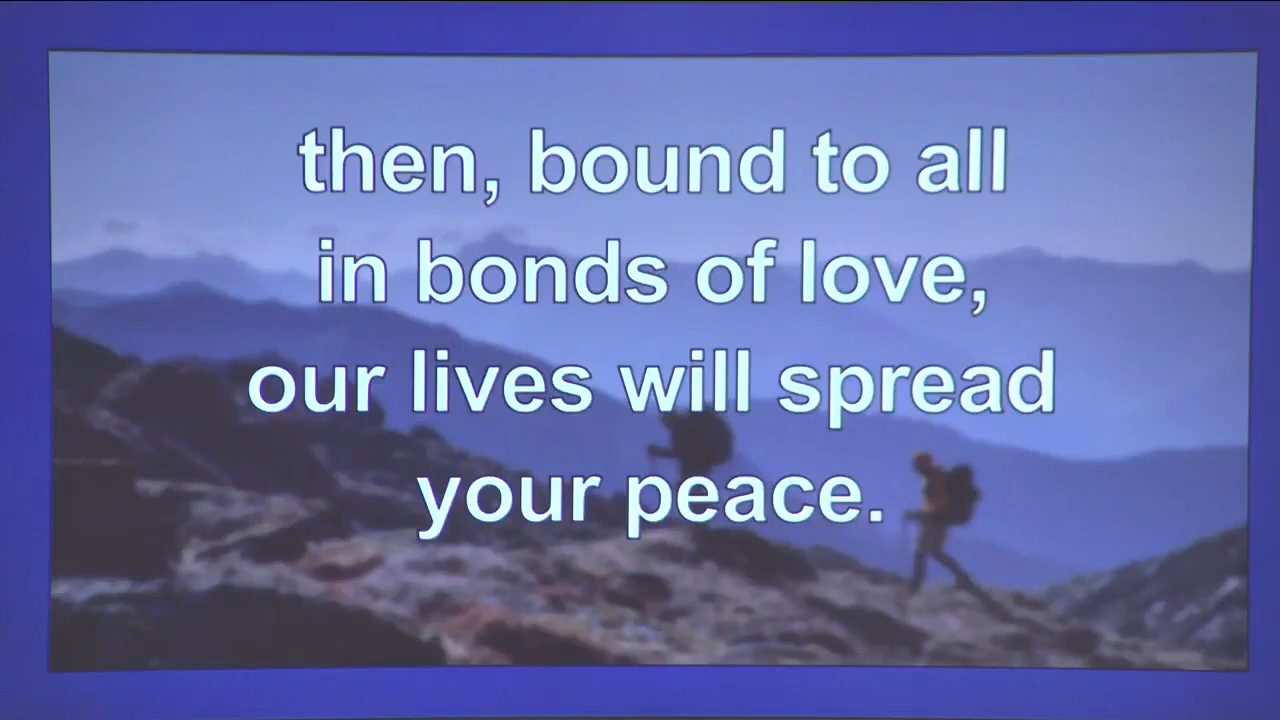 then, bound to all
in bonds of love,
our lives will spread
your peace.